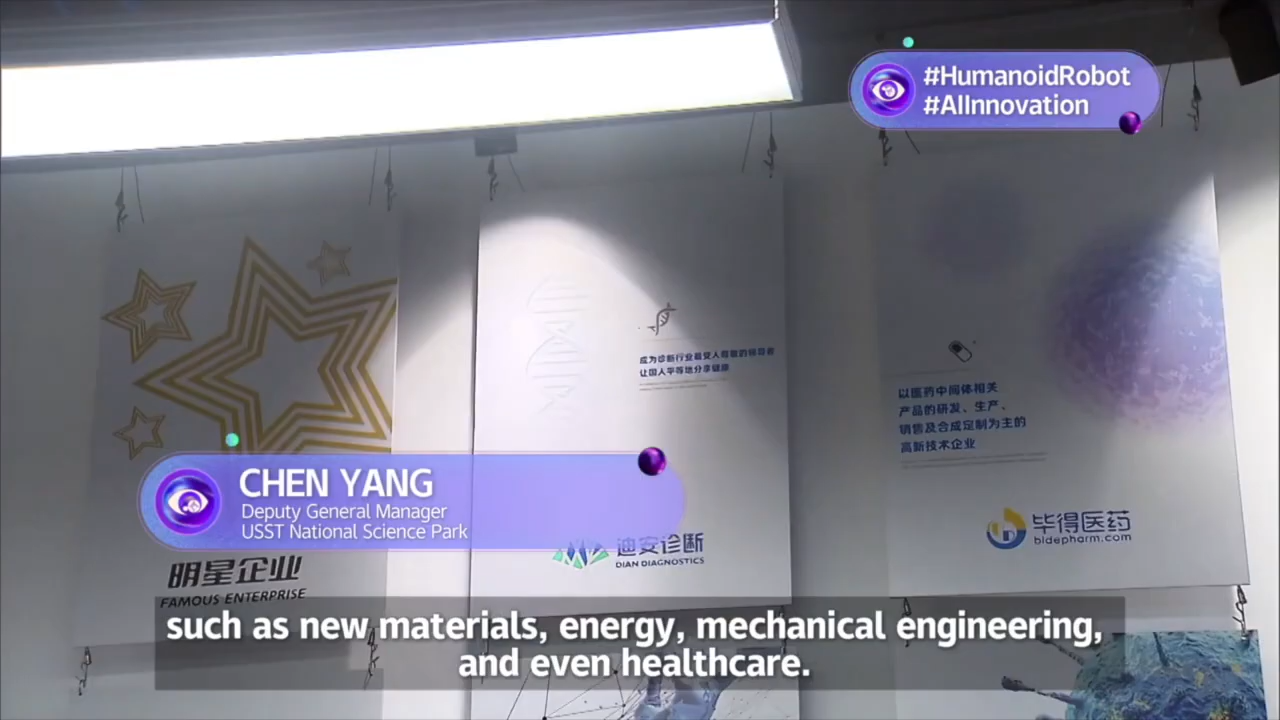 #HumanoidRobot
#AIInnovation
成为诊断行业最受人尊敬的领导者
让国人平等地分享健康
以医药中间体相关
产品的研发、生产、
销售及合成定制为主的
高新技术企业
CHEN YANG
Deputy General Manager
USST National Science Park
明星企业
FAMOUS ENTERPRISE
迪安诊断
DIAN DIAGNOSTICS
毕得医药
bidepharm.com
such as new materials, energy, mechanical engineering,
and even healthcare.